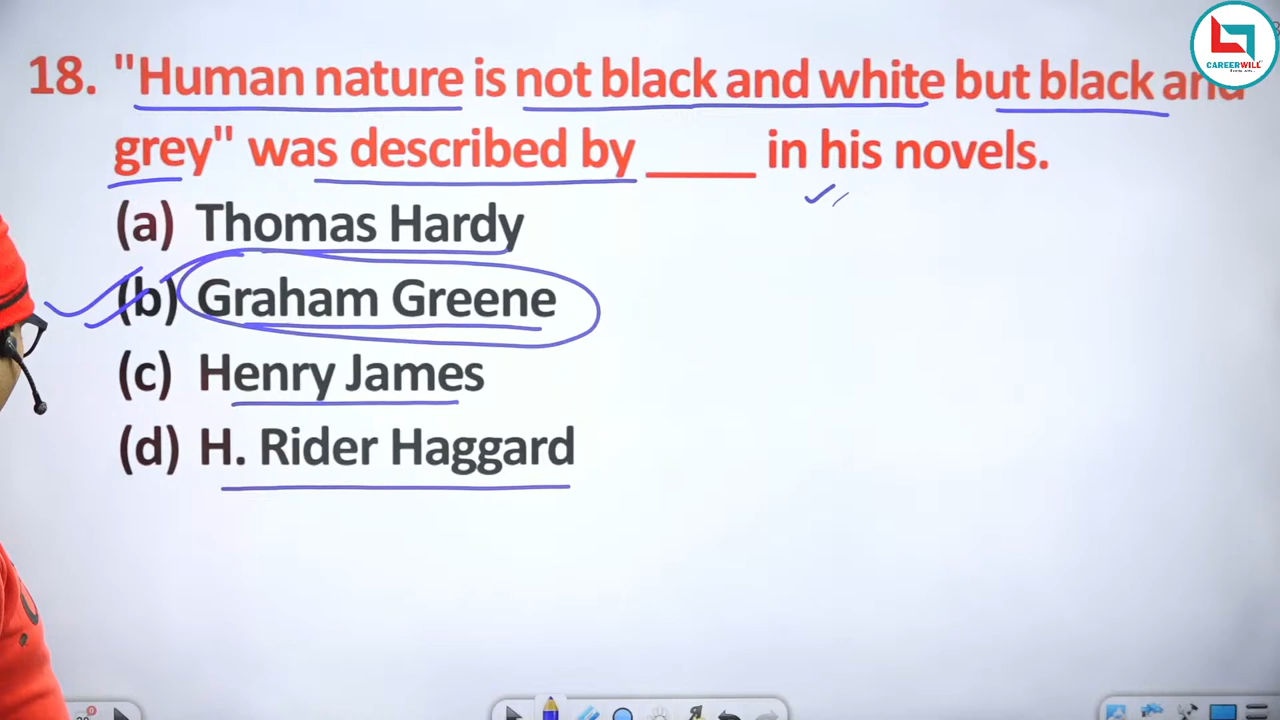 18. "Human nature is not black and white but black and
grey" was described by _____ in his novels.
(a) Thomas Hardy
(b) Graham Greene
(c) Henry James
(d) H. Rider Haggard
CAREERWILL